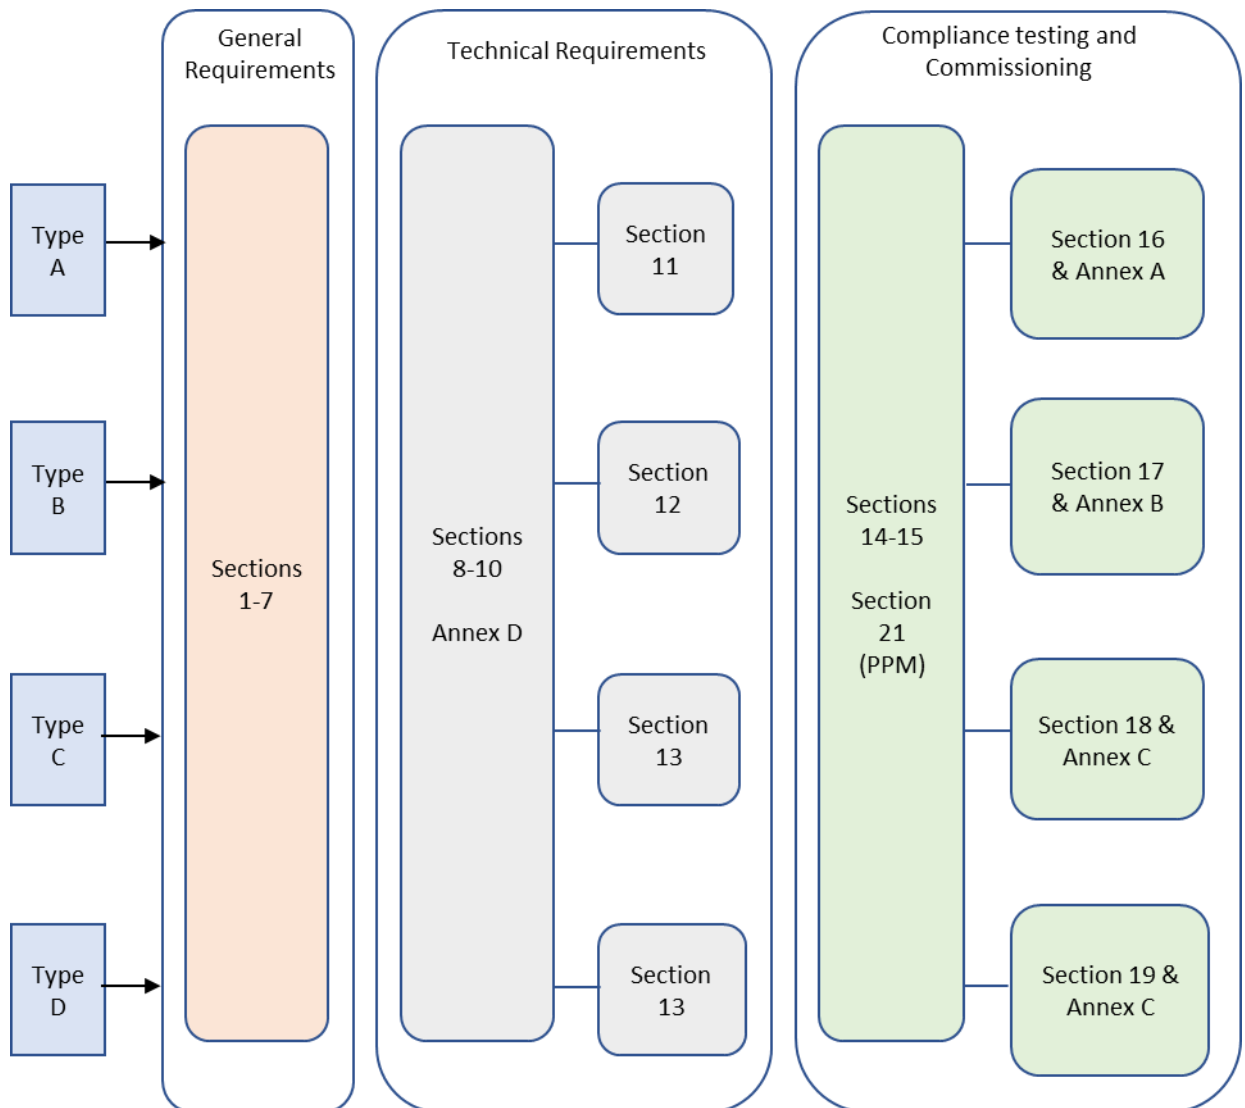 General
Requirements
Technical Requirements
Compliance testing and
Commissioning
Type
A
Type
B
Type
C
Type
D
Sections
1-7
Sections
8-10
Annex D
Section
11
Section
12
Section
13
Section
13
Sections
14-15
Section
21
(PPM)
Section 16
& Annex A
Section 17
& Annex B
Section 18 &
Annex C
Section 19 &
Annex C